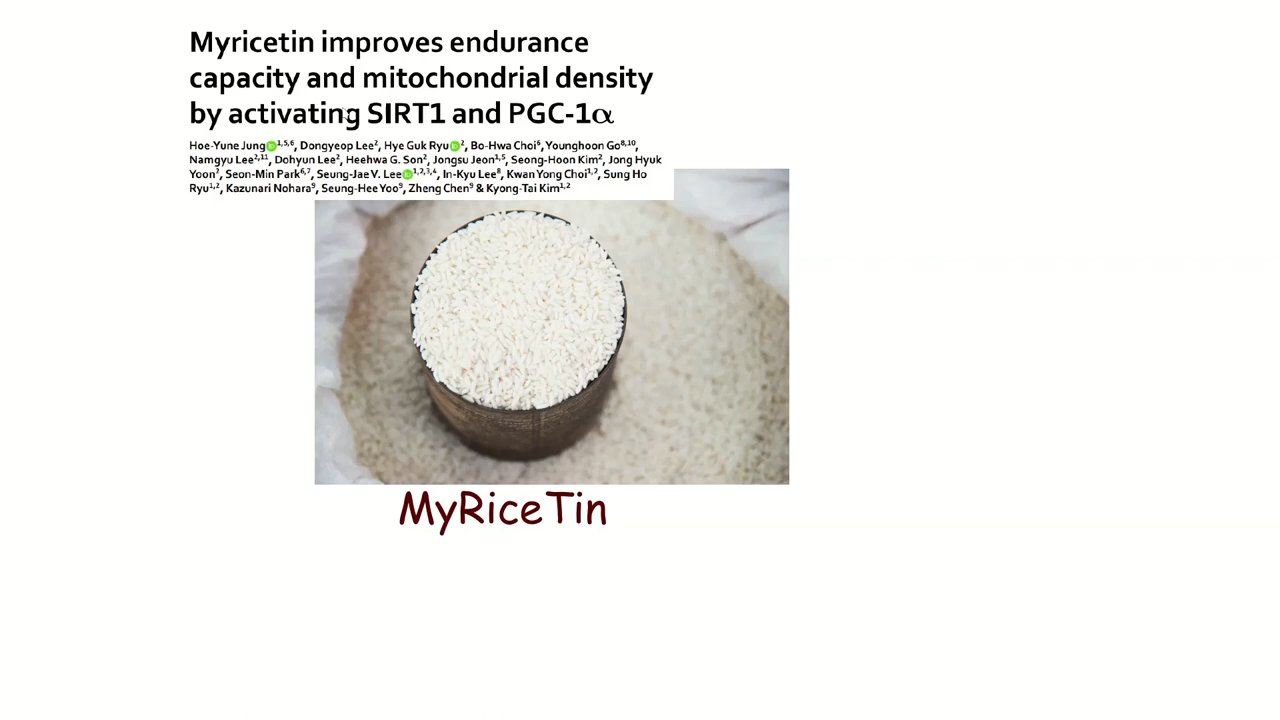 Myricetin improves endurance
capacity and mitochondrial density
by activating SIRT1 and PGC-1α
Hoe-Yune Jung1,5,6, Dongyeop Lee2, Hye Guk Ryu2, Bo-Hwa Choi6, Younghoon Go8,10,
Namgyu Lee2,11, Dohyun Lee2, Heehwa G. Son2, Jongsu Jeon1,5, Seong-Hoon Kim2, Jong Hyuk
Yoon7, Seon-Min Park6,7, Seung-Jae V. Lee1,2,3,4, In-Kyu Lee8, Kwan Yong Choi1,2, Sung Ho
Ryu1,2, Kazunari Nohara9, Seung-Hee Yoo9, Zheng Chen9 & Kyong-Tai Kim1,2
MyRiceTin